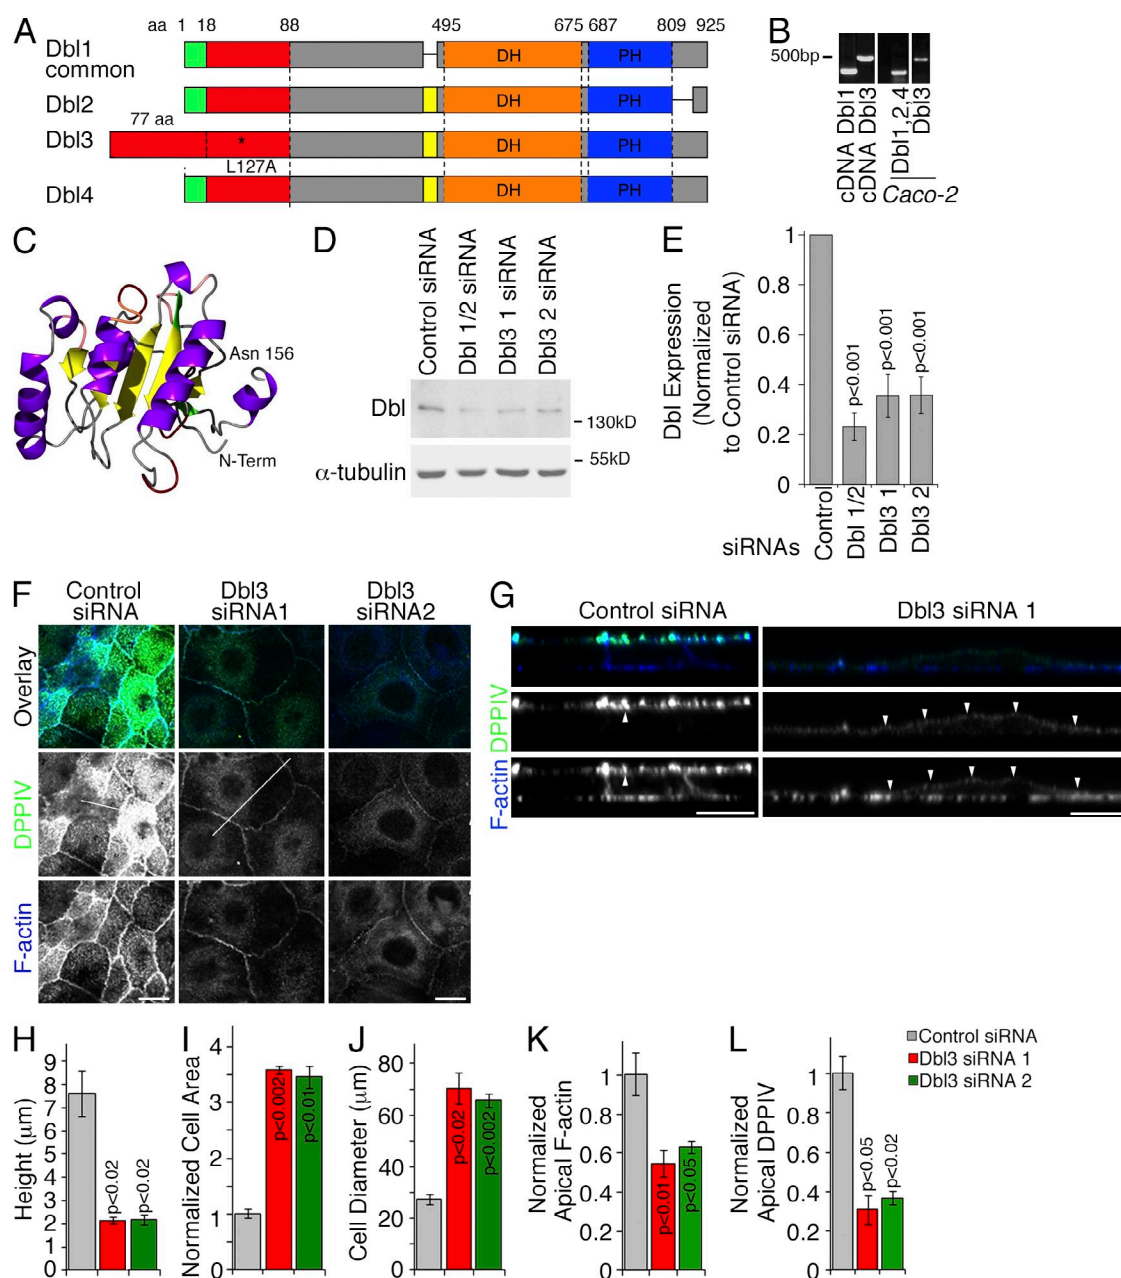 A
aa 1 18 88 495 675 687 809 925
Dbl1
common
DH PH
Dbl2
DH PH
77 aa
Dbl3
*
DH PH
L127A
Dbl4
DH PH
B
500bp
cDNA Dbl1
cDNA Dbl3
Dbl1,2,4
Dbl3
Caco-2
C
Asn 156
N-Term
D
Control siRNA
Dbl 1/2 siRNA
Dbl3 1 siRNA
Dbl3 2 siRNA
Dbl
130kD
55kD
α-tubulin
E
Dbl Expression
(Normalized
to Control siRNA)
1
0.8
0.6
0.4
0.2
0
p<0.001
p<0.001
p<0.001
siRNAs
Control
Dbl 1/2
Dbl3 1
Dbl3 2
F
Control
siRNA
Dbl3
siRNA1
Dbl3
siRNA2
Overlay
DPPIV
F-actin
G
Control siRNA
Dbl3 siRNA 1
F-actin DPPIV
H
Height (μm)
9
8
7
6
5
4
3
2
1
0
p<0.02
p<0.02
I
Normalized Cell Area
4
3
2
1
0
p<0.002
p<0.01
J
Cell Diameter (μm)
80
60
40
20
0
p<0.02
p<0.002
K
Normalized
Apical F-actin
1
0.8
0.6
0.4
0.2
0
p<0.01
p<0.05
L
Normalized
Apical DPPIV
1
0.8
0.6
0.4
0.2
0
p<0.05
p<0.02
Control siRNA
Dbl3 siRNA 1
Dbl3 siRNA 2